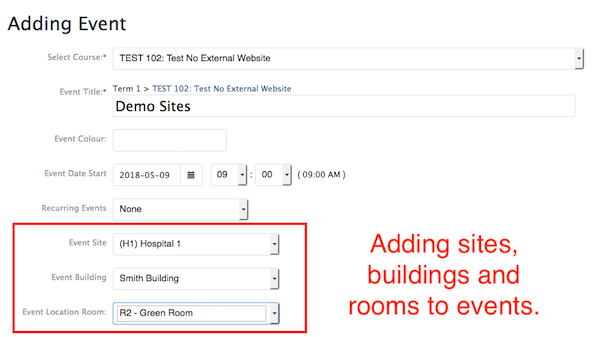 Adding Event
Select Course:* TEST 102: Test No External Website
Term 1 > TEST 102: Test No External Website
Event Title:* Demo Sites
Event Colour:
Event Date Start 2018-05-09 09 : 00 ( 09:00 AM )
Recurring Events None
Event Site (H1) Hospital 1
Event Building Smith Building
Event Location Room: R2 - Green Room
Adding sites,
buildings and
rooms to events.